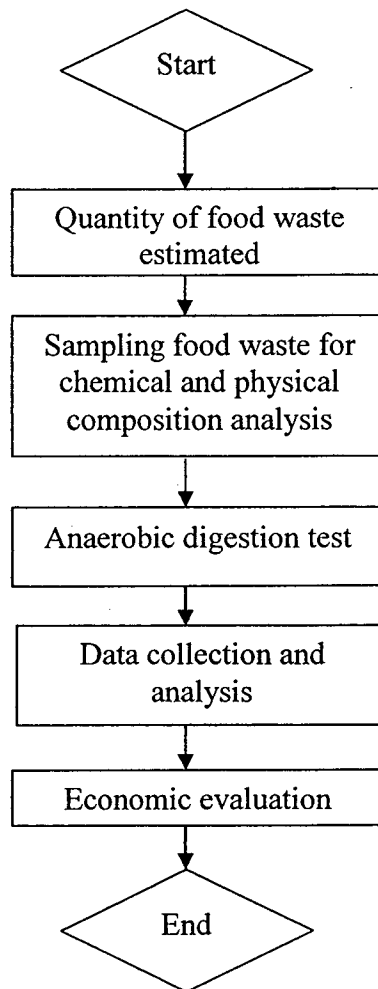 Start
Quantity of food waste
estimated
Sampling food waste for
chemical and physical
composition analysis
Anaerobic digestion test
Data collection and
analysis
Economic evaluation
End